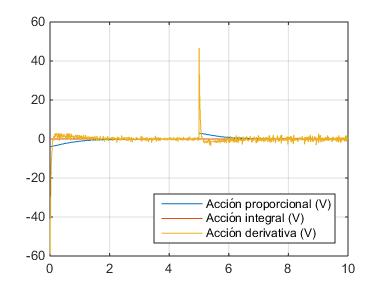 60
40
20
0
-20
-40
-60
Acción proporcional (V)
Acción integral (V)
Acción derivativa (V)
0 2 4 6 8 10